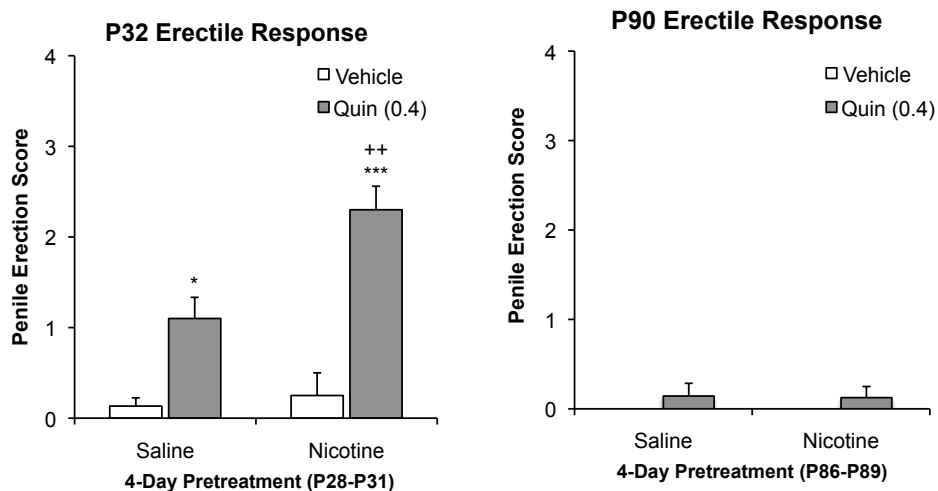 P32 Erectile Response
4
3
2
1
0
Penile Erection Score
Vehicle
Quin (0.4)
*
++
***
Saline
Nicotine
4-Day Pretreatment (P28-P31)
P90 Erectile Response
4
3
2
1
0
Penile Erection Score
Vehicle
Quin (0.4)
Saline
Nicotine
4-Day Pretreatment (P86-P89)